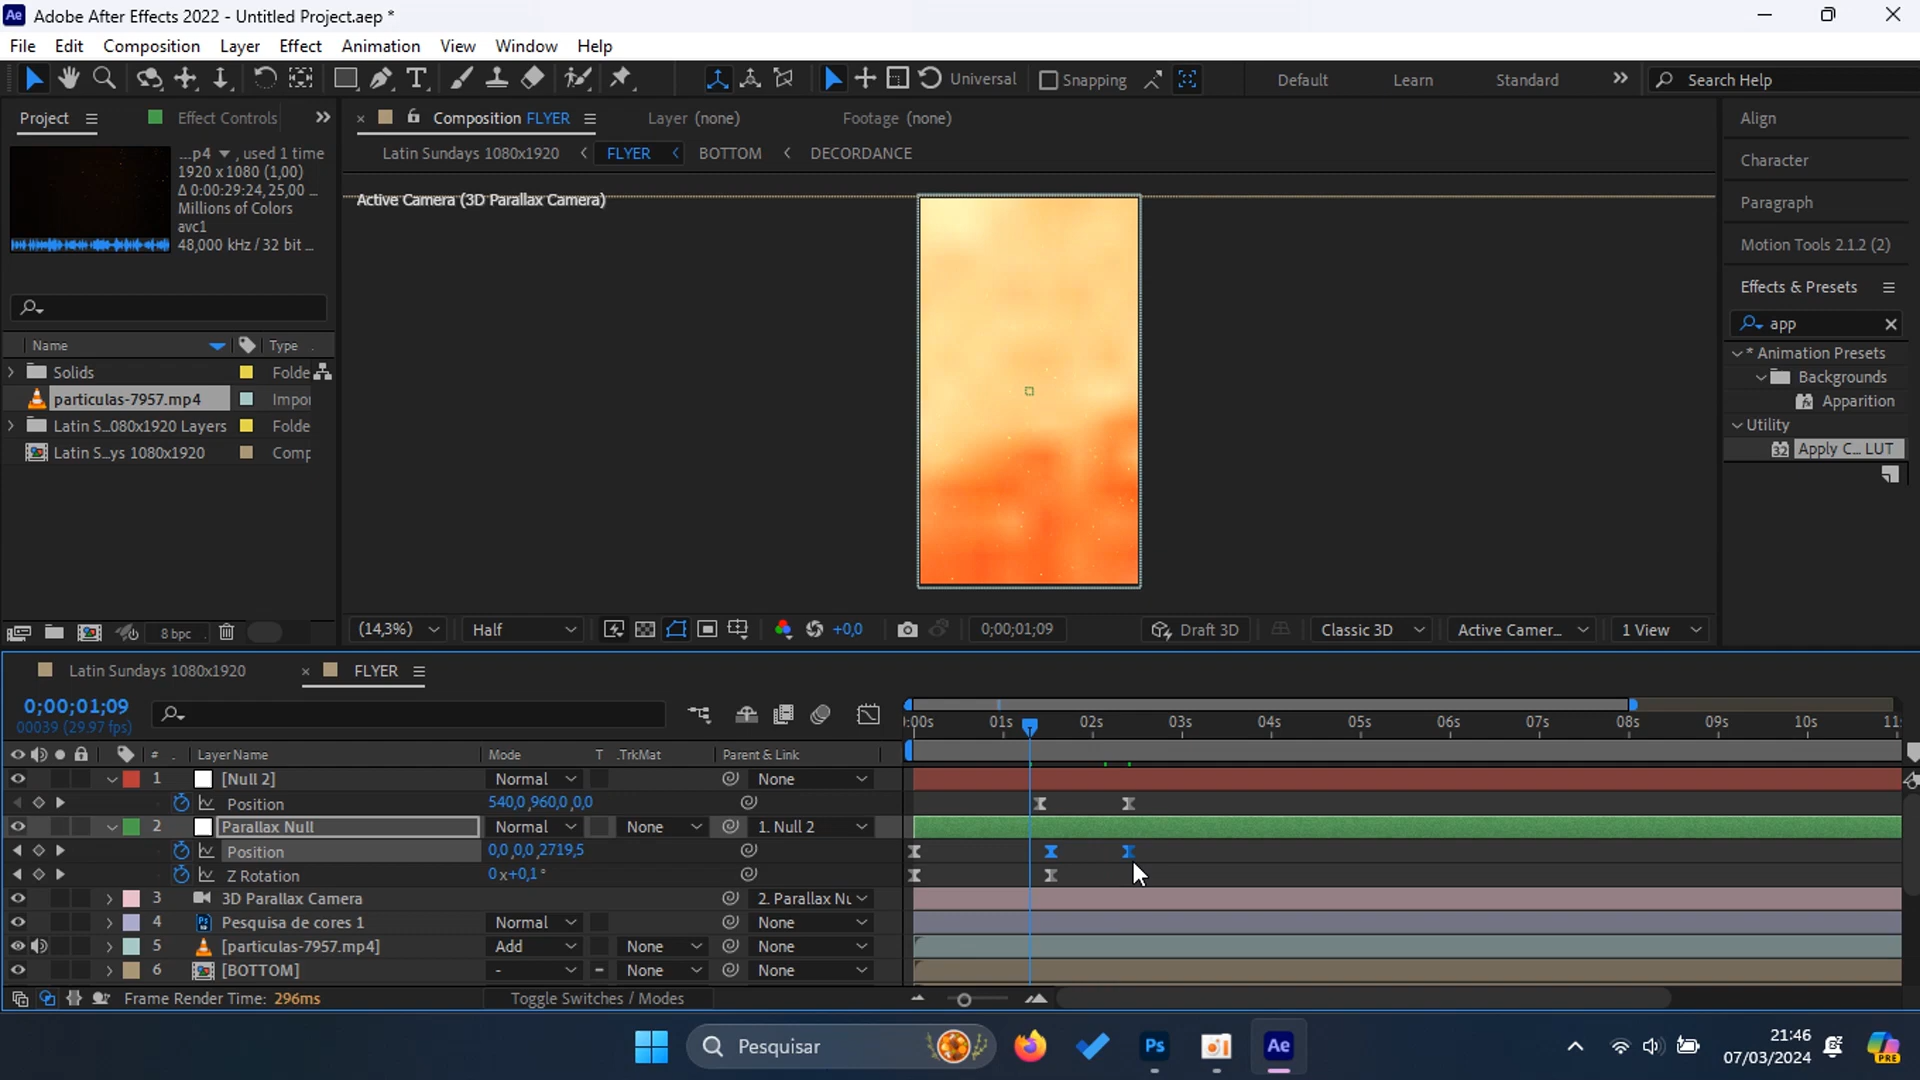 Adobe After Effects 2022 - Untitled Project.aep *
File Edit Composition Layer Effect Animation View Window Help
Universal Snapping Default Learn Standard Search Help
Project Effect Controls
...p4 , used 1 time
1920 x 1080 (1,00)
Δ 0:00:29:24, 25,00 ...
Millions of Colors
avc1
48,000 kHz / 32 bit ...
Name Type
Solids Folde
particulas-7957.mp4 Impor
Latin S...080x1920 Layers Folde
Latin S...ys 1080x1920 Comp
8 bpc
Composition FLYER Layer (none) Footage (none)
Latin Sundays 1080x1920 FLYER BOTTOM DECORDANCE
Active Camera (3D Parallax Camera)
(14,3%) Half +0,0 0;00;01;09 Draft 3D Classic 3D Active Camer... 1 View
Align
Character
Paragraph
Motion Tools 2.1.2 (2)
Effects & Presets
app
* Animation Presets
Backgrounds
Apparition
Utility
32 Apply C... LUT
Latin Sundays 1080x1920 FLYER
0;00;01;09
00039 (29.97 fps)
):00s 01s 02s 03s 04s 05s 06s 07s 08s 09s 10s 11s
# Layer Name Mode T .TrkMat Parent & Link
1 [Null 2] Normal None
Position 540,0,960,0,0,0
2 Parallax Null Normal None 1. Null 2
Position 0,0,0,0,2719,5
Z Rotation 0x+0,1°
3 3D Parallax Camera 2. Parallax Nu
4 Ps Pesquisa de cores 1 Normal None
5 [particulas-7957.mp4] Add None None
6 [BOTTOM] - None None
Frame Render Time: 296ms Toggle Switches / Modes
Pesquisar
Ps Ae
21:46
07/03/2024
PRE